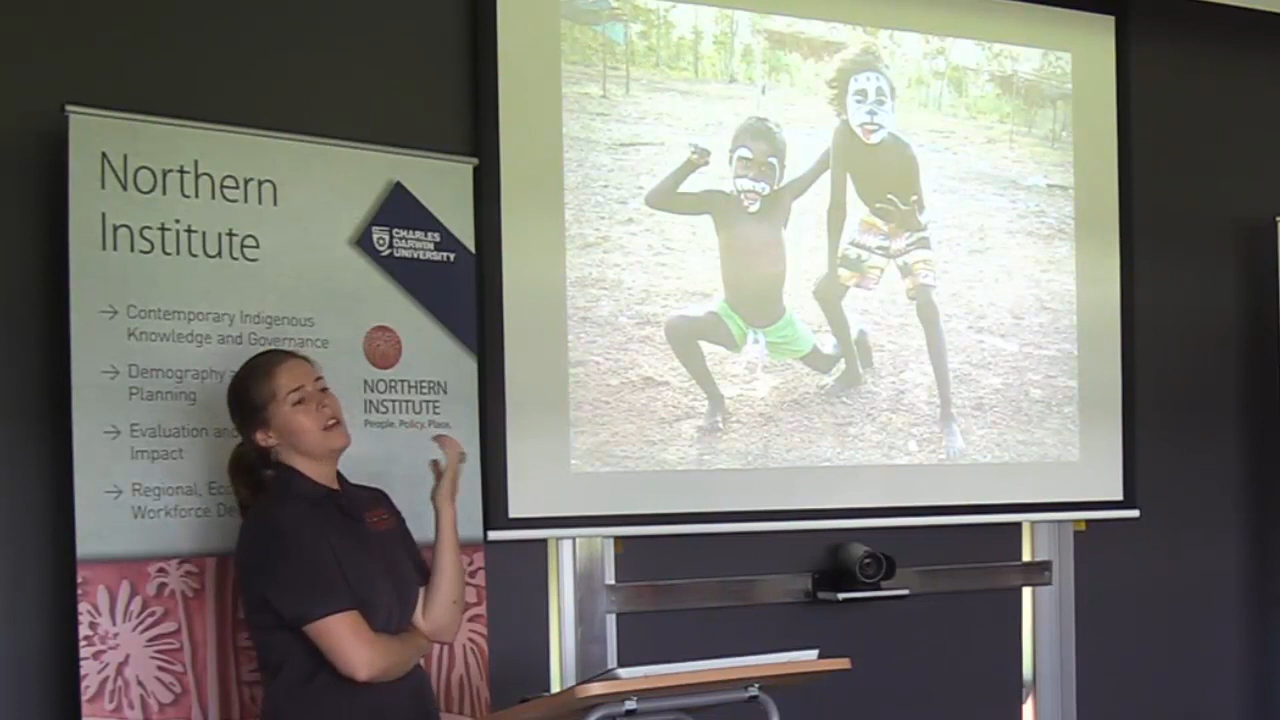 Northern
Institute
CHARLES
DARWIN
UNIVERSITY
→ Contemporary Indigenous
Knowledge and Governance
→ Demography
Planning
→ Evaluation and
Impact
→ Regional,
Workforce
NORTHERN
INSTITUTE
People. Policy. Place.